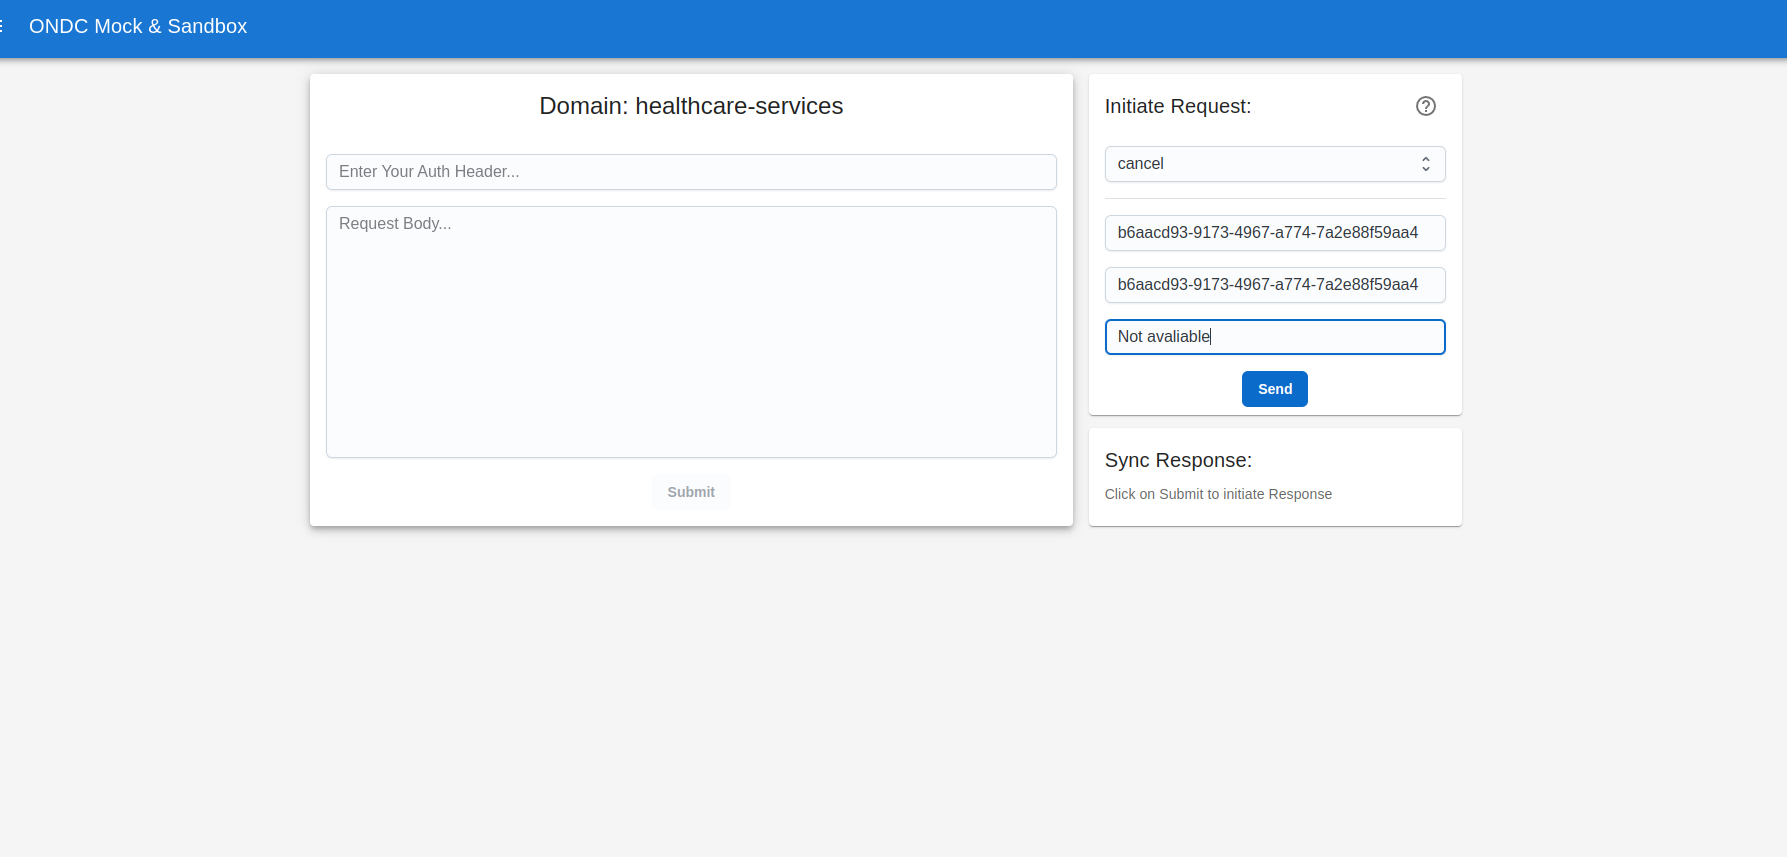 ONDC Mock & Sandbox
Domain: healthcare-services
Enter Your Auth Header...
Request Body...
Submit
Initiate Request:
cancel
b6aacd93-9173-4967-a774-7a2e88f59aa4
b6aacd93-9173-4967-a774-7a2e88f59aa4
Not avaliable
Send
Sync Response:
Click on Submit to initiate Response